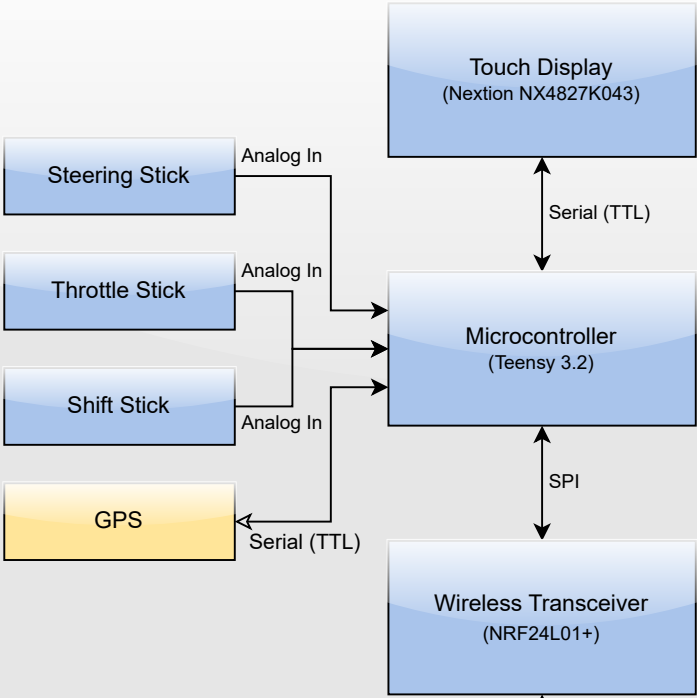 Touch Display
(Nextion NX4827K043)
Analog In
Steering Stick
Serial (TTL)
Analog In
Throttle Stick
Microcontroller
(Teensy 3.2)
Shift Stick
Analog In
SPI
GPS
Serial (TTL)
Wireless Transceiver
(NRF24L01+)